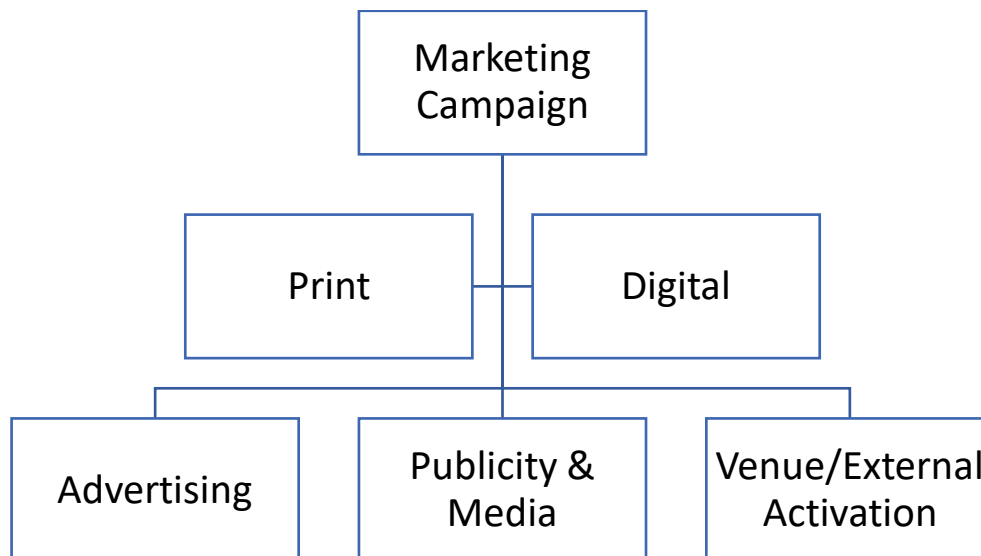 Marketing
Campaign
Print
Digital
Advertising
Publicity &
Media
Venue/External
Activation